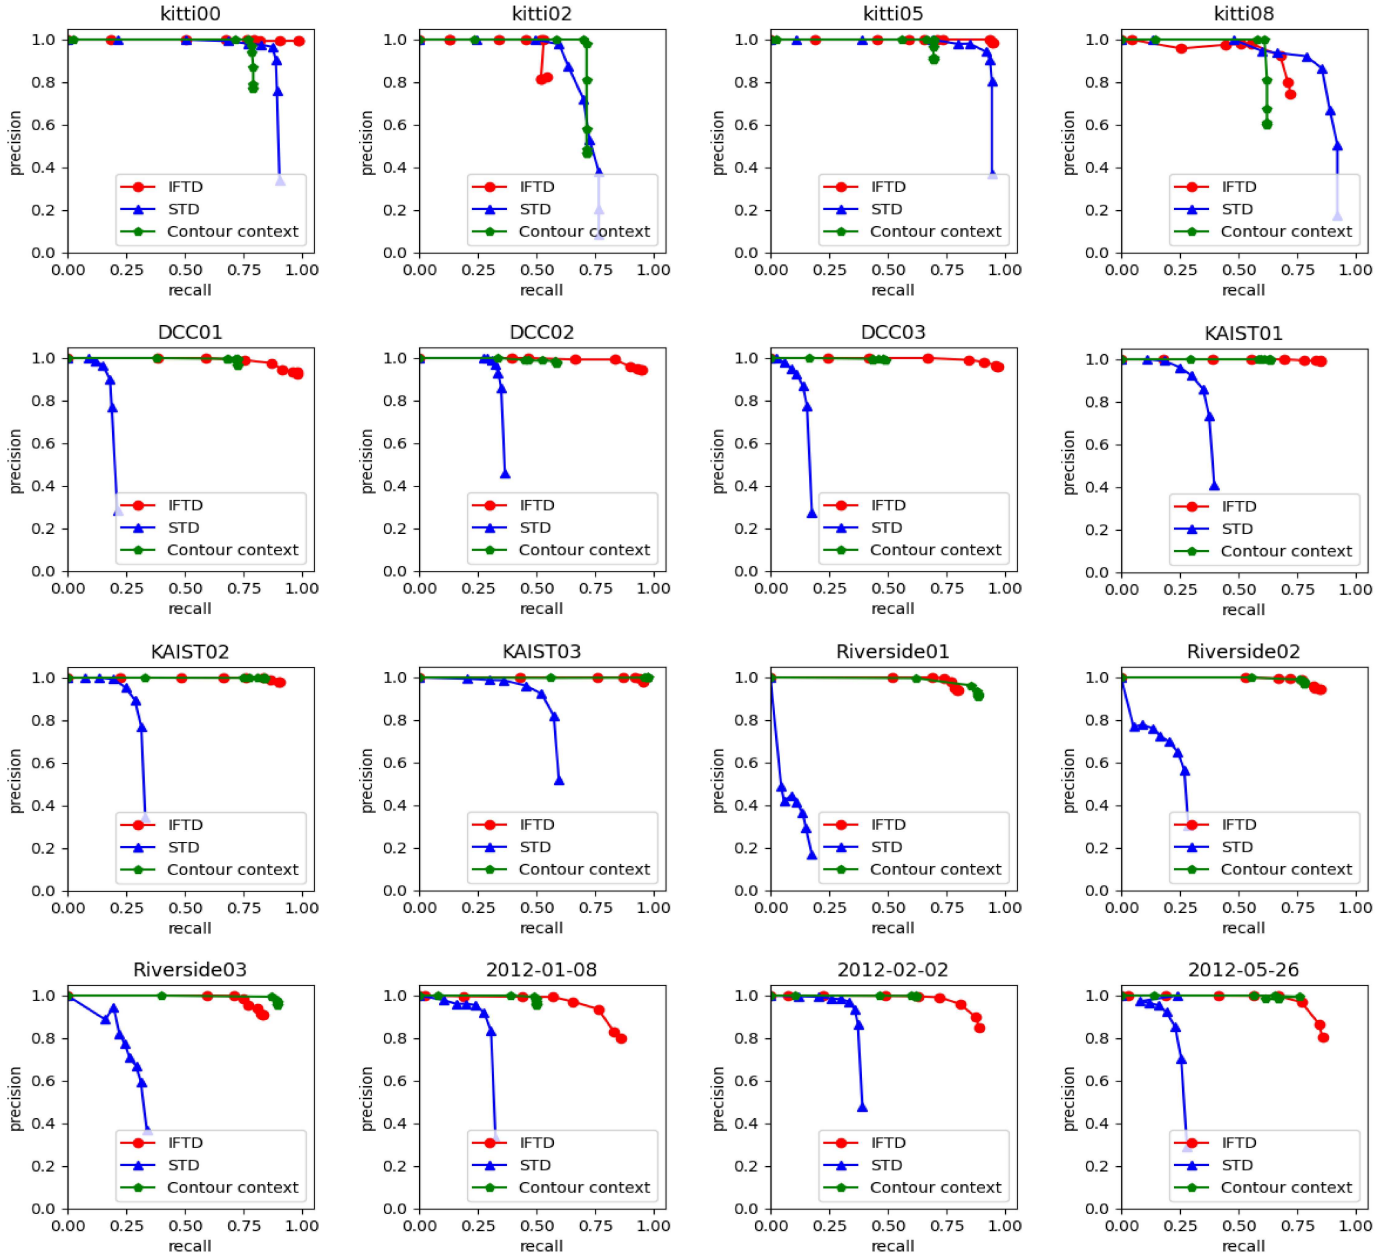 kitti00
kitti02
kitti05
kitti08
precision
1.0
0.8
0.6
0.4
0.2
0.0
IFTD
STD
Contour context
0.00 0.25 0.50 0.75 1.00
recall
precision
1.0
0.8
0.6
0.4
0.2
0.0
IFTD
STD
Contour context
0.00 0.25 0.50 0.75 1.00
recall
precision
1.0
0.8
0.6
0.4
0.2
0.0
IFTD
STD
Contour context
0.00 0.25 0.50 0.75 1.00
recall
precision
1.0
0.8
0.6
0.4
0.2
0.0
IFTD
STD
Contour context
0.00 0.25 0.50 0.75 1.00
recall
DCC01
DCC02
DCC03
KAIST01
precision
1.0
0.8
0.6
0.4
0.2
0.0
IFTD
STD
Contour context
0.00 0.25 0.50 0.75 1.00
recall
precision
1.0
0.8
0.6
0.4
0.2
0.0
IFTD
STD
Contour context
0.00 0.25 0.50 0.75 1.00
recall
precision
1.0
0.8
0.6
0.4
0.2
0.0
IFTD
STD
Contour context
0.00 0.25 0.50 0.75 1.00
recall
precision
1.0
0.8
0.6
0.4
0.2
0.0
IFTD
STD
Contour context
0.00 0.25 0.50 0.75 1.00
recall
KAIST02
KAIST03
Riverside01
Riverside02
precision
1.0
0.8
0.6
0.4
0.2
0.0
IFTD
STD
Contour context
0.00 0.25 0.50 0.75 1.00
recall
precision
1.0
0.8
0.6
0.4
0.2
0.0
IFTD
STD
Contour context
0.00 0.25 0.50 0.75 1.00
recall
precision
1.0
0.8
0.6
0.4
0.2
0.0
IFTD
STD
Contour context
0.00 0.25 0.50 0.75 1.00
recall
precision
1.0
0.8
0.6
0.4
0.2
0.0
IFTD
STD
Contour context
0.00 0.25 0.50 0.75 1.00
recall
Riverside03
2012-01-08
2012-02-02
2012-05-26
precision
1.0
0.8
0.6
0.4
0.2
0.0
IFTD
STD
Contour context
0.00 0.25 0.50 0.75 1.00
recall
precision
1.0
0.8
0.6
0.4
0.2
0.0
IFTD
STD
Contour context
0.00 0.25 0.50 0.75 1.00
recall
precision
1.0
0.8
0.6
0.4
0.2
0.0
IFTD
STD
Contour context
0.00 0.25 0.50 0.75 1.00
recall
precision
1.0
0.8
0.6
0.4
0.2
0.0
IFTD
STD
Contour context
0.00 0.25 0.50 0.75 1.00
recall